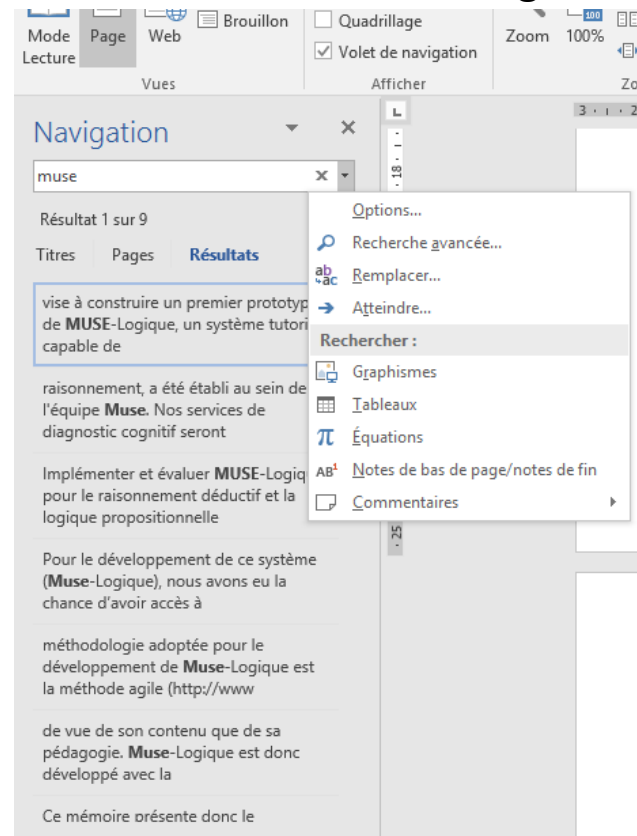 Mode
Lecture
Page
Web
Brouillon
Quadrillage
Volet de navigation
Zoom
100
100%
Vues
Afficher
Zo
Navigation
muse
Résultat 1 sur 9
Titres Pages Résultats
vise à construire un premier prototyp
de MUSE-Logique, un système tutori
capable de
raisonnement, a été établi au sein de
l'équipe Muse. Nos services de
diagnostic cognitif seront
Implémenter et évaluer MUSE-Logiq
pour le raisonnement déductif et la
logique propositionnelle
Pour le développement de ce système
(Muse-Logique), nous avons eu la
chance d'avoir accès à
méthodologie adoptée pour le
développement de Muse-Logique est
la méthode agile (http://www
de vue de son contenu que de sa
pédagogie. Muse-Logique est donc
développé avec la
Ce mémoire présente donc le
Options...
Recherche avancée...
Remplacer...
Atteindre...
Rechercher :
Graphismes
Tableaux
Équations
Notes de bas de page/notes de fin
Commentaires
3 · ı · 2
18
25